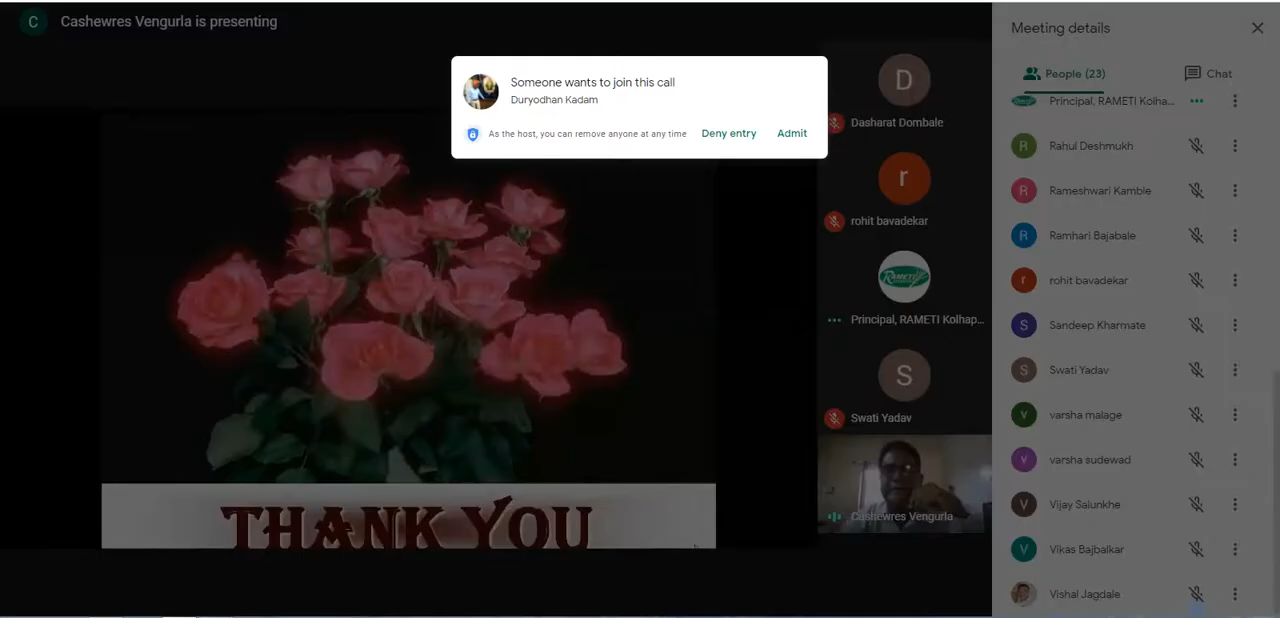 C Cashewres Vengurla is presenting
Someone wants to join this call
Duryodhan Kadam
As the host, you can remove anyone at any time Deny entry Admit
THANK YOU
D
Dasharat Dombale
r
rohit bavadekar
RAMETI
Principal, RAMETI Kolhap...
S
Swati Yadav
Cashewres Vengurla
Meeting details
People (23) Chat
Principal, RAMETI Kolha...
R Rahul Deshmukh
R Rameshwari Kamble
R Ramhari Bajabale
r rohit bavadekar
S Sandeep Kharmate
S Swati Yadav
v varsha malage
v varsha sudewad
V Vijay Salunkhe
V Vikas Bajbalkar
Vishal Jagdale